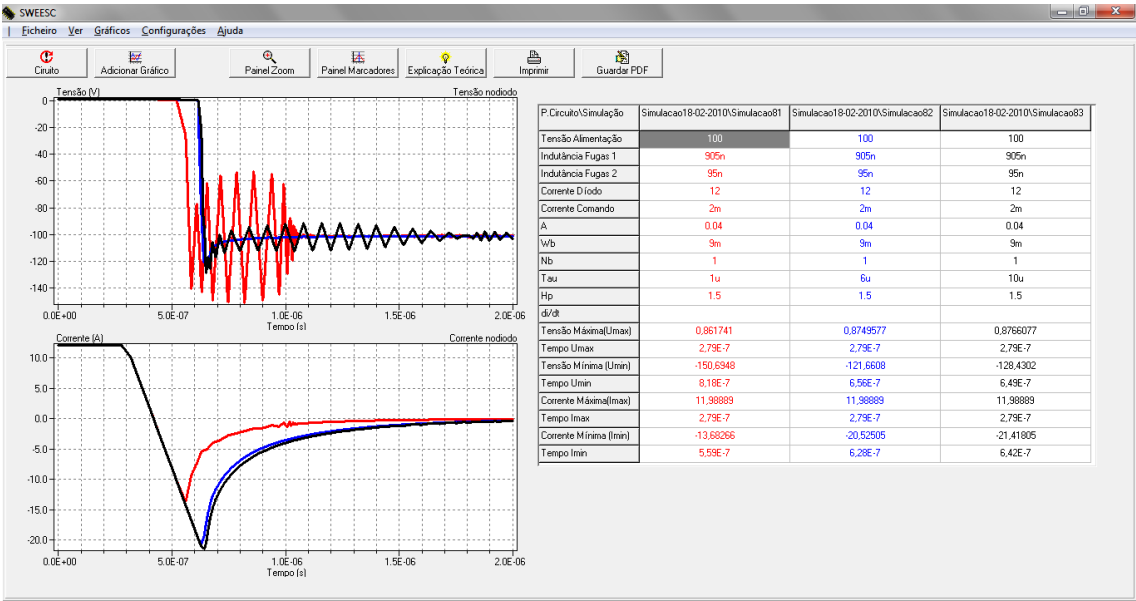 SWEESC
| Ficheiro Ver Gráficos Configurações Ajuda
Ciruito Adicionar Gráfico Painel Zoom Painel Marcadores Explicação Teórica Imprimir Guardar PDF
Tensão (V) Tensão nodiodo
0
-20
-40
-60
-80
-100
-120
-140
0.0E+00 5.0E-07 1.0E-06 1.5E-06 2.0E-06
Tempo (s)
Corrente (A) Corrente nodiodo
10.0
5.0
0.0
-5.0
-10.0
-15.0
-20.0
0.0E+00 5.0E-07 1.0E-06 1.5E-06 2.0E-06
Tempo (s)
P.Circuito\Simulação Simulacao18-02-2010\Simulacao81 Simulacao18-02-2010\Simulacao82 Simulacao18-02-2010\Simulacao83
Tensão Alimentação 100 100 100
Indutância Fugas 1 905n 905n 905n
Indutância Fugas 2 95n 95n 95n
Corrente Díodo 12 12 12
Corrente Comando 2m 2m 2m
A 0.04 0.04 0.04
Wb 9m 9m 9m
Nb 1 1 1
Tau 1u 6u 10u
Hp 1.5 1.5 1.5
di/dt
Tensão Máxima(Umax) 0,861741 0,8749577 0,8766077
Tempo Umax 2,79E-7 2,79E-7 2,79E-7
Tensão Mínima (Umin) -150,6948 -121,6608 -128,4302
Tempo Umin 8,18E-7 6,56E-7 6,49E-7
Corrente Máxima(Imax) 11,98889 11,98889 11,98889
Tempo Imax 2,79E-7 2,79E-7 2,79E-7
Corrente Mínima (Imin) -13,68266 -20,52505 -21,41805
Tempo Imin 5,59E-7 6,28E-7 6,42E-7